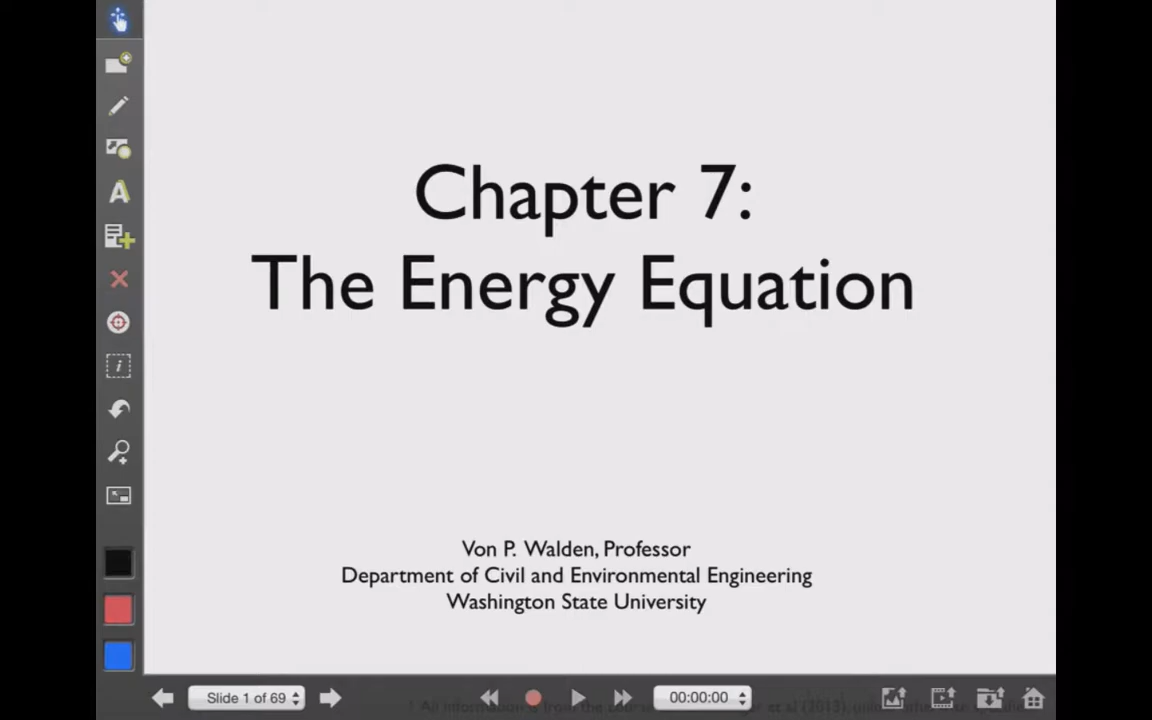 Chapter 7:
The Energy Equation
Von P. Walden, Professor
Department of Civil and Environmental Engineering
Washington State University
Slide 1 of 69
00:00:00